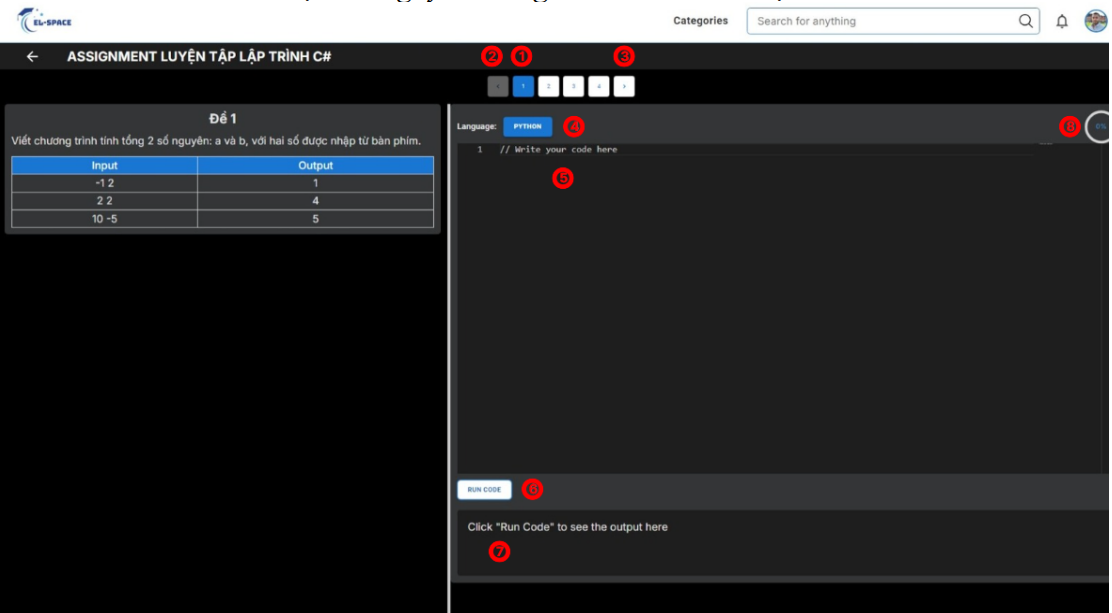 EL-SPACE
Categories
Search for anything
ASSIGNMENT LUYỆN TẬP LẬP TRÌNH C#
2 1 3
< 1 2 3 4 >
Đề 1
Viết chương trình tính tổng 2 số nguyên: a và b, với hai số được nhập từ bàn phím.
Input Output
-1 2 1
2 2 4
10 -5 5
Language: PYTHON 4
0%
1 // Write your code here
5
RUN CODE 6
Click "Run Code" to see the output here
7